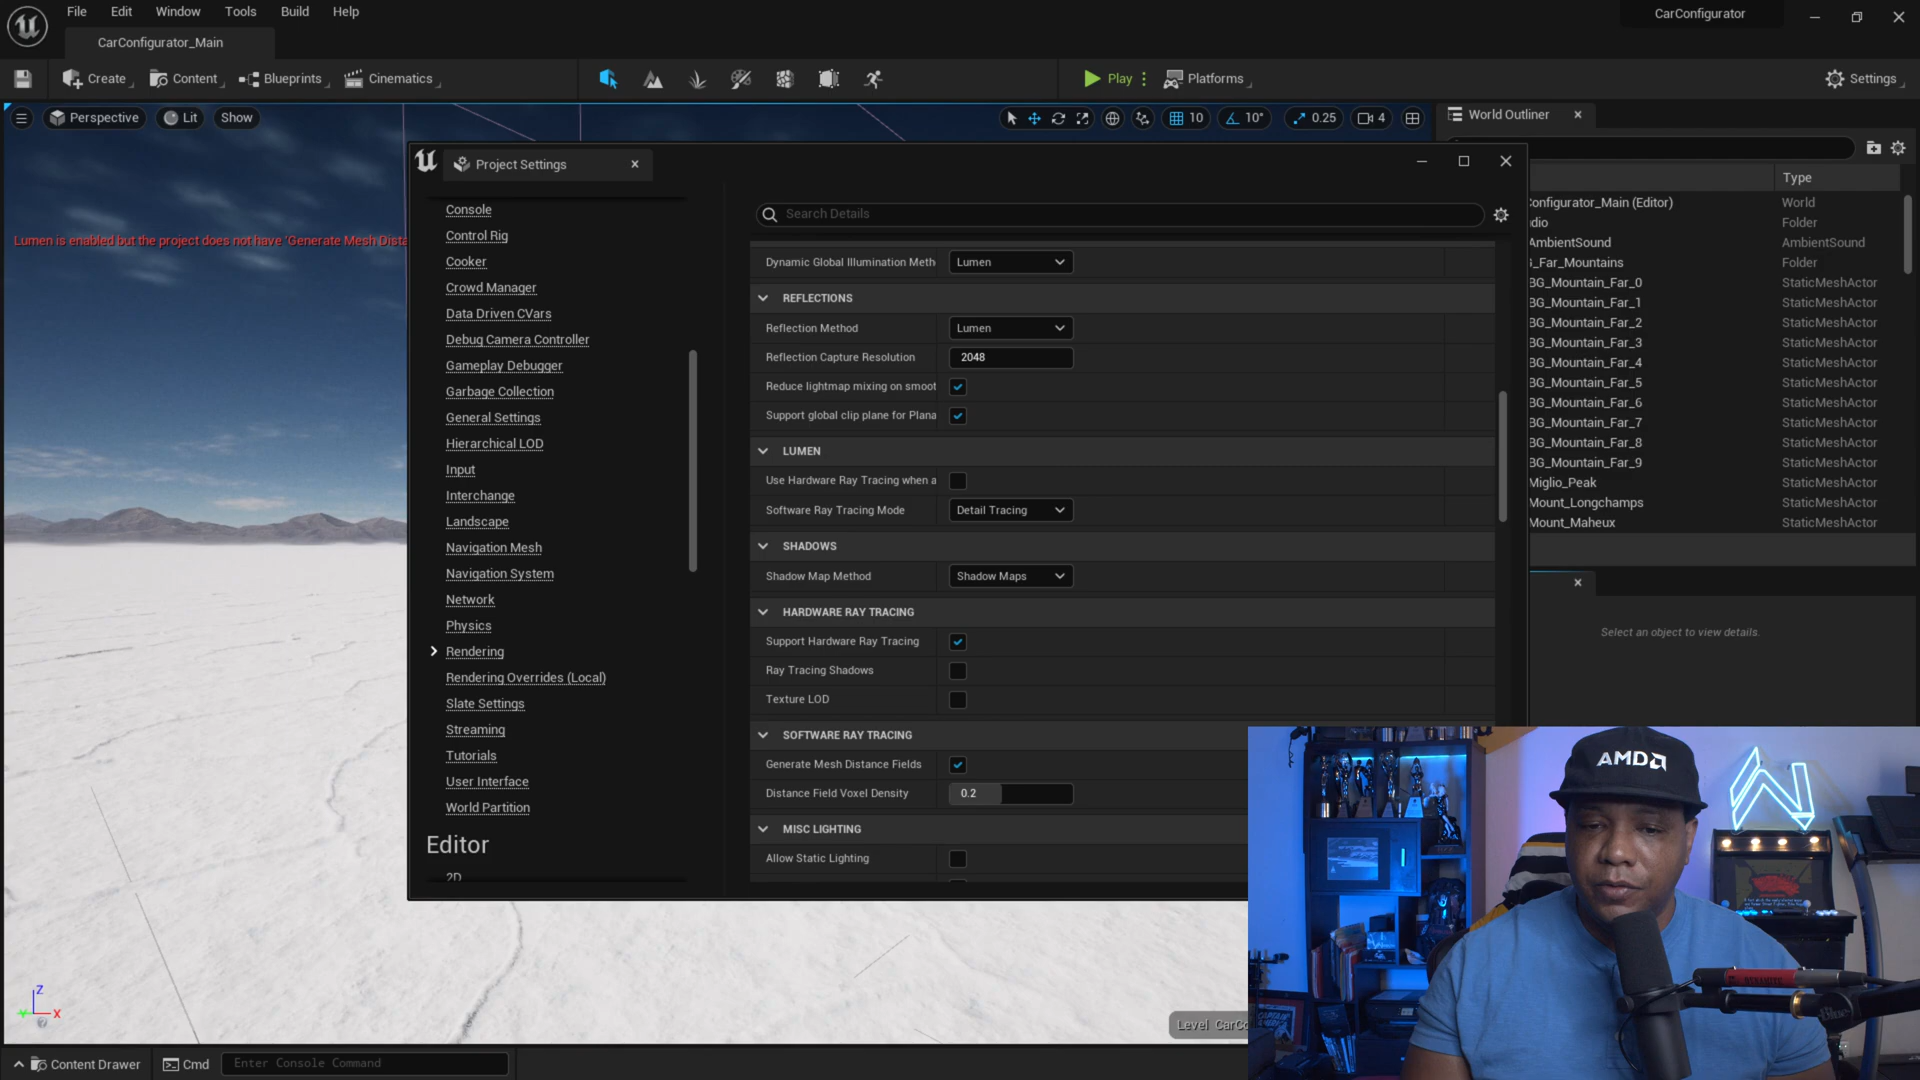 File Edit Window Tools Build Help
CarConfigurator
CarConfigurator_Main
Create Content Blueprints Cinematics Play Platforms Settings
Perspective Lit Show 10 10° 0.25 4
World Outliner
Project Settings
Lumen is enabled but the project does not have 'Generate Mesh Dista
Console
Control Rig
Cooker
Crowd Manager
Data Driven CVars
Debug Camera Controller
Gameplay Debugger
Garbage Collection
General Settings
Hierarchical LOD
Input
Interchange
Landscape
Navigation Mesh
Navigation System
Network
Physics
Rendering
Rendering Overrides (Local)
Slate Settings
Streaming
Tutorials
User Interface
World Partition
Editor
2D
Search Details
Dynamic Global Illumination Meth Lumen
REFLECTIONS
Reflection Method Lumen
Reflection Capture Resolution 2048
Reduce lightmap mixing on smoot
Support global clip plane for Plana
LUMEN
Use Hardware Ray Tracing when a
Software Ray Tracing Mode Detail Tracing
SHADOWS
Shadow Map Method Shadow Maps
HARDWARE RAY TRACING
Support Hardware Ray Tracing
Ray Tracing Shadows
Texture LOD
SOFTWARE RAY TRACING
Generate Mesh Distance Fields
Distance Field Voxel Density 0.2
MISC LIGHTING
Allow Static Lighting
Type
Configurator_Main (Editor) World
dio Folder
AmbientSound AmbientSound
G_Far_Mountains Folder
BG_Mountain_Far_0 StaticMeshActor
BG_Mountain_Far_1 StaticMeshActor
BG_Mountain_Far_2 StaticMeshActor
BG_Mountain_Far_3 StaticMeshActor
BG_Mountain_Far_4 StaticMeshActor
BG_Mountain_Far_5 StaticMeshActor
BG_Mountain_Far_6 StaticMeshActor
BG_Mountain_Far_7 StaticMeshActor
BG_Mountain_Far_8 StaticMeshActor
BG_Mountain_Far_9 StaticMeshActor
Miglio_Peak StaticMeshActor
Mount_Longchamps StaticMeshActor
Mount_Maheux StaticMeshActor
Select an object to view details.
AMD
Z
X
Level CarCo
Content Drawer Cmd Enter Console Command